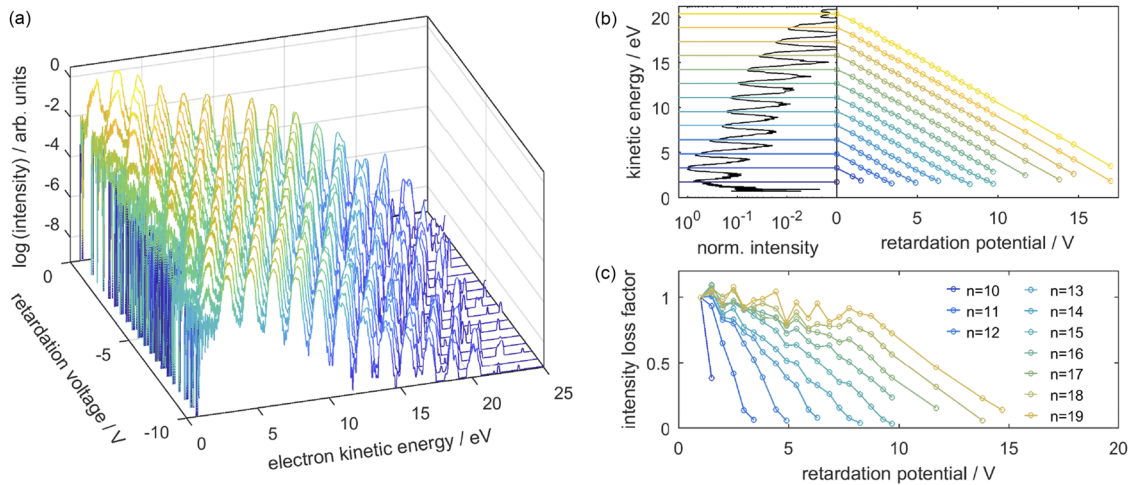 (a)
0
-2
-4
-6
-8
log (intensity) / arb. units
0
-5
-10
retardation voltage / V
0
5
10
15
20
25
electron kinetic energy / eV
(b)
20
15
10
5
0
kinetic energy / eV
10⁰
10⁻¹
10⁻²
0
5
10
15
norm. intensity
retardation potential / V
(c)
1
0.5
0
intensity loss factor
n=10
n=11
n=12
n=13
n=14
n=15
n=16
n=17
n=18
n=19
0
5
10
15
20
retardation potential / V